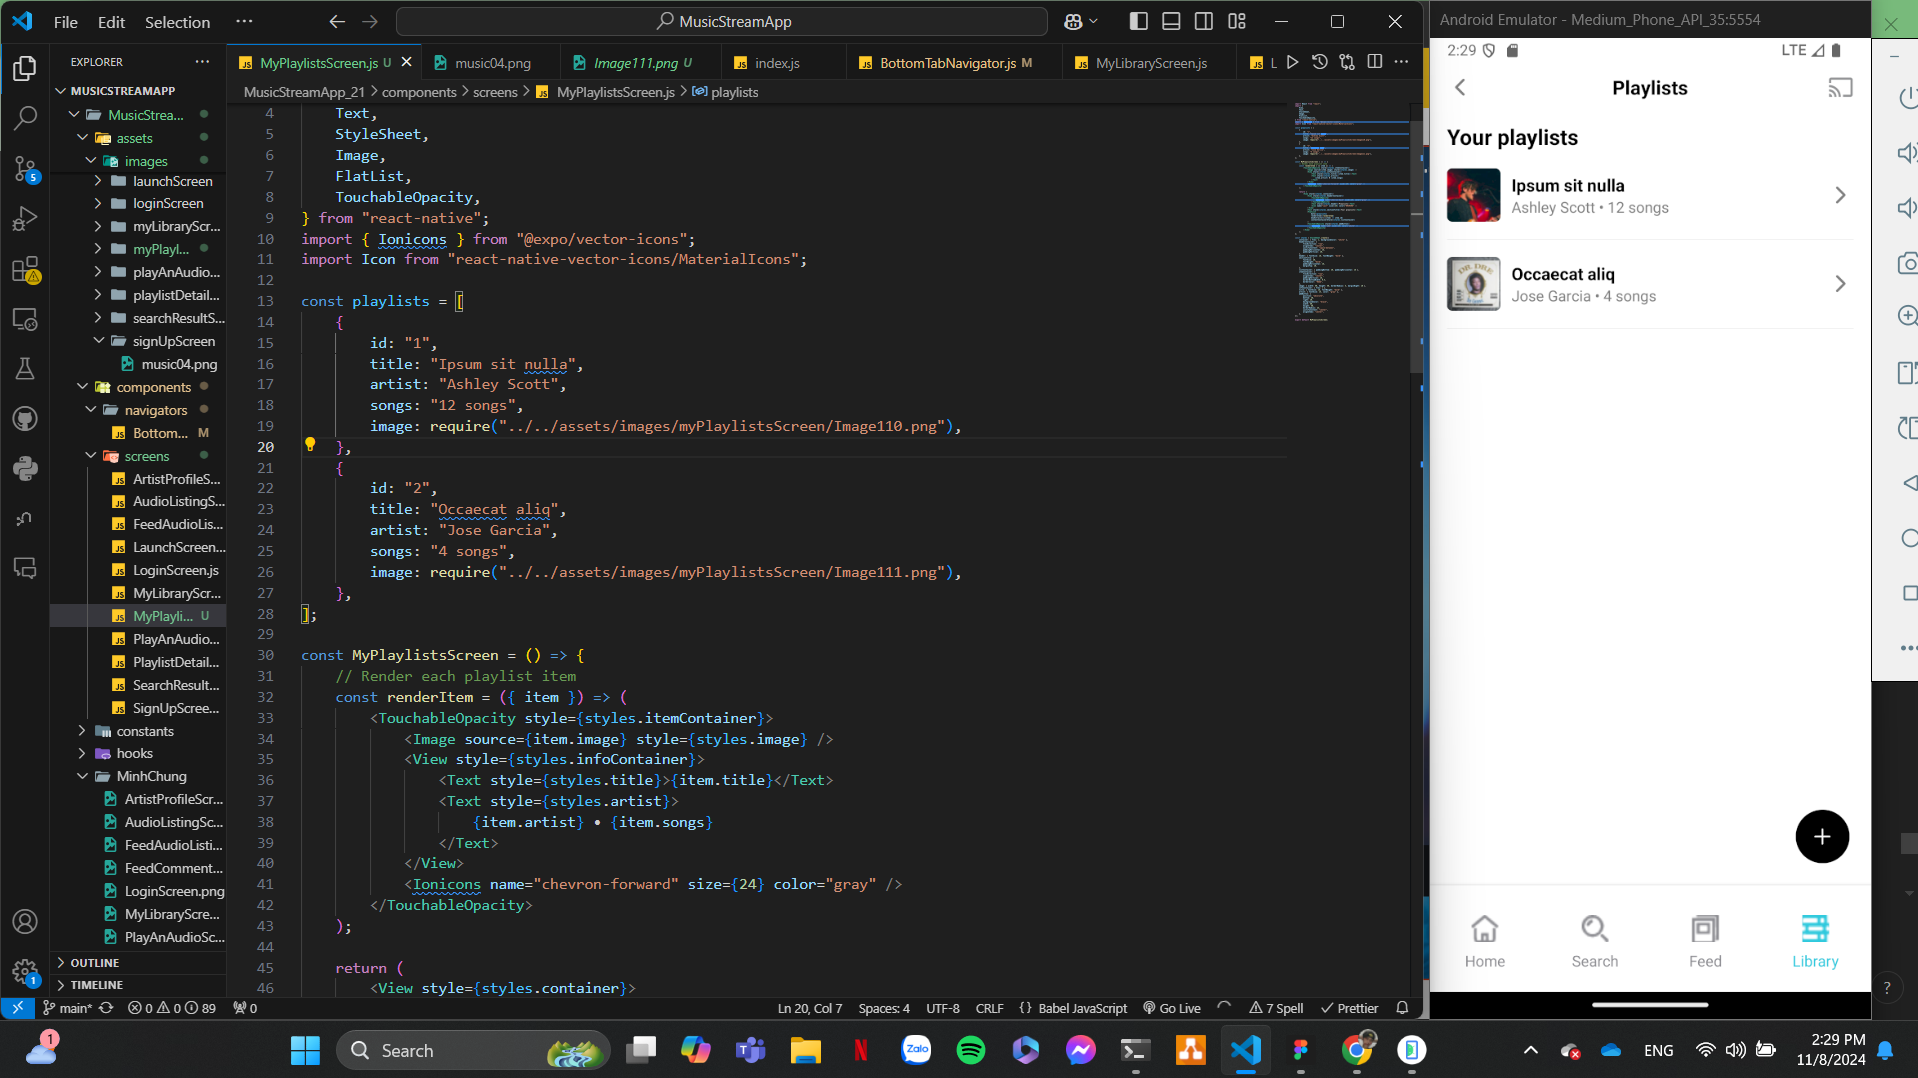 File Edit Selection ··· MusicStreamApp
EXPLORER
MUSICSTREAMAPP
MusicStrea...
assets
images
launchScreen
loginScreen
myLibraryScr...
myPlayl...
playAnAudio...
playlistDetail...
searchResultS...
signUpScreen
music04.png
components
navigators
Bottom... M
screens
ArtistProfileS...
AudioListingS...
FeedAudioLis...
LaunchScreen...
LoginScreen.js
MyLibraryScr...
MyPlayli... U
PlayAnAudio...
PlaylistDetail...
SearchResult...
SignUpScree...
constants
hooks
MinhChung
ArtistProfileScr...
AudioListingSc...
FeedAudioListi...
FeedComment...
LoginScreen.png
MyLibraryScre...
PlayAnAudioSc...
OUTLINE
TIMELINE
MyPlaylistsScreen.js U music04.png Image111.png U index.js BottomTabNavigator.js M MyLibraryScreen.js L
MusicStreamApp_21 > components > screens > MyPlaylistsScreen.js > playlists
4 Text,
5 StyleSheet,
6 Image,
7 FlatList,
8 TouchableOpacity,
9 } from "react-native";
10 import { Ionicons } from "@expo/vector-icons";
11 import Icon from "react-native-vector-icons/MaterialIcons";
12
13 const playlists = [
14 {
15 id: "1",
16 title: "Ipsum sit nulla",
17 artist: "Ashley Scott",
18 songs: "12 songs",
19 image: require("../../assets/images/myPlaylistsScreen/Image110.png"),
20 },
21 {
22 id: "2",
23 title: "Occaecat aliq",
24 artist: "Jose Garcia",
25 songs: "4 songs",
26 image: require("../../assets/images/myPlaylistsScreen/Image111.png"),
27 },
28 ];
29
30 const MyPlaylistsScreen = () => {
31 // Render each playlist item
32 const renderItem = ({ item }) => (
33 <TouchableOpacity style={styles.itemContainer}>
34 <Image source={item.image} style={styles.image} />
35 <View style={styles.infoContainer}>
36 <Text style={styles.title}>{item.title}</Text>
37 <Text style={styles.artist}>
38 {item.artist} • {item.songs}
39 </Text>
40 </View>
41 <Ionicons name="chevron-forward" size={24} color="gray" />
42 </TouchableOpacity>
43 );
44
45 return (
46 <View style={styles.container}>
main* 0 0 89 0 Ln 20, Col 7 Spaces: 4 UTF-8 CRLF {} Babel JavaScript Go Live 7 Spell Prettier
5
1
Android Emulator - Medium_Phone_API_35:5554
2:29 LTE
Playlists
Your playlists
Ipsum sit nulla
Ashley Scott • 12 songs
Occaecat aliq
Jose Garcia • 4 songs
+
Home Search Feed Library
?
1
Search
Zalo
ENG
2:29 PM
11/8/2024